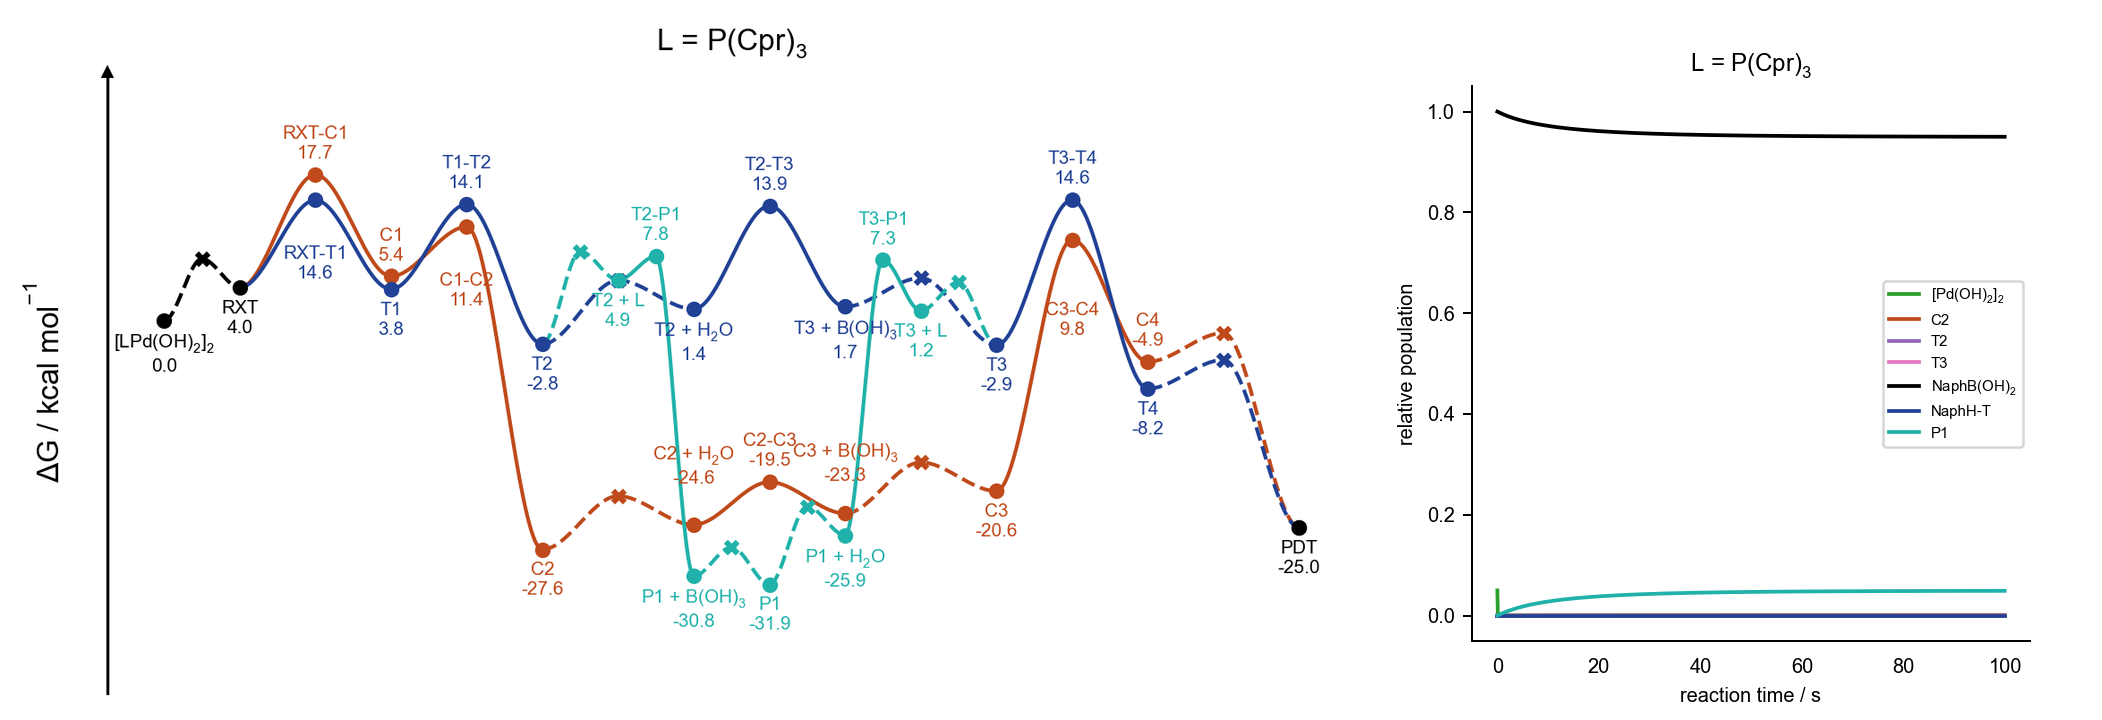 L = P(Cpr)₃
ΔG / kcal mol⁻¹
[LPd(OH)₂]₂
0.0
RXT
4.0
RXT-C1
17.7
RXT-T1
14.6
C1
5.4
T1
3.8
T1-T2
14.1
C1-C2
11.4
T2
-2.8
C2
-27.6
T2 + L
4.9
T2-P1
7.8
T2 + H₂O
1.4
C2 + H₂O
-24.6
P1 + B(OH)₃
-30.8
T2-T3
13.9
C2-C3
-19.5
P1
-31.9
T3 + B(OH)₃
1.7
C3 + B(OH)₃
-23.3
P1 + H₂O
-25.9
T3-P1
7.3
T3 + L
1.2
T3
-2.9
C3
-20.6
T3-T4
14.6
C3-C4
9.8
C4
-4.9
T4
-8.2
PDT
-25.0
L = P(Cpr)₃
relative population
1.0
0.8
0.6
0.4
0.2
0.0
[Pd(OH)₂]₂
C2
T2
T3
NaphB(OH)₂
NaphH-T
P1
0 20 40 60 80 100
reaction time / s